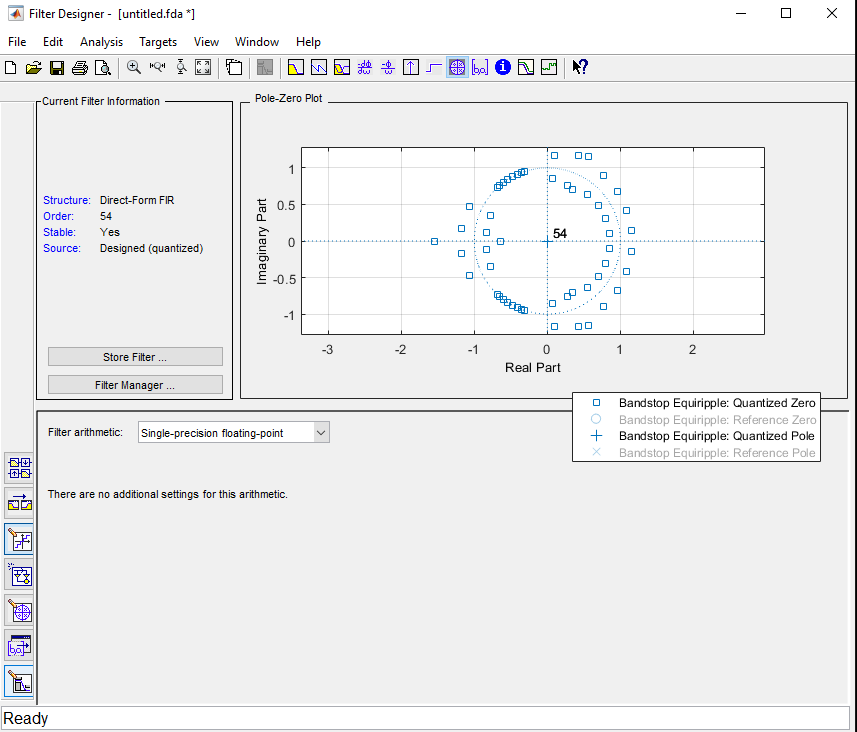 Filter Designer -  [untitled.fda *]
File Edit Analysis Targets View Window Help
Current Filter Information
Structure: Direct-Form FIR
Order: 54
Stable: Yes
Source: Designed (quantized)
Store Filter ...
Filter Manager ...
Pole-Zero Plot
1
0.5
0
-0.5
-1
Imaginary Part
54
-3 -2 -1 0 1 2
Real Part
Bandstop Equiripple: Quantized Zero
Bandstop Equiripple: Reference Zero
Bandstop Equiripple: Quantized Pole
Bandstop Equiripple: Reference Pole
Filter arithmetic: Single-precision floating-point
There are no additional settings for this arithmetic.
Ready